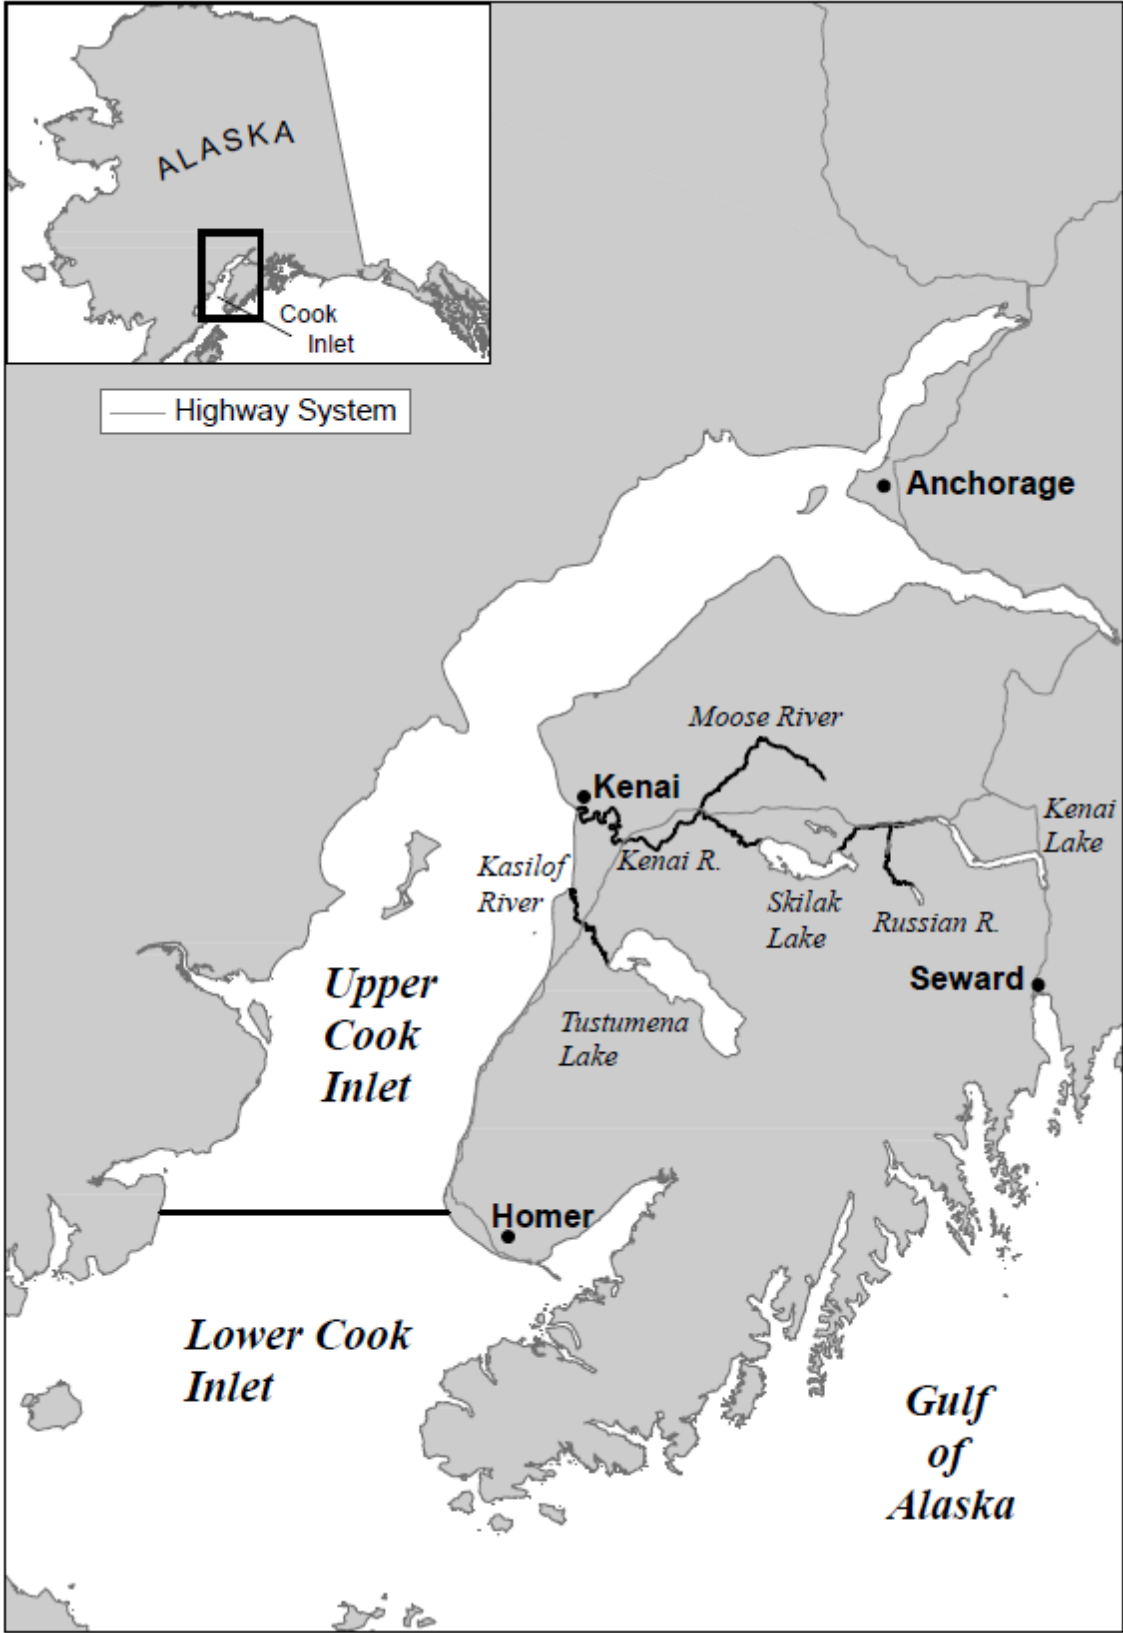 ALASKA
Cook
Inlet
Highway System
Anchorage
Moose River
Kenai
Kenai
Lake
Kasilof
River
Kenai R.
Skilak
Lake
Russian R.
Seward
Upper
Cook
Inlet
Tustumena
Lake
Homer
Lower Cook
Inlet
Gulf
of
Alaska